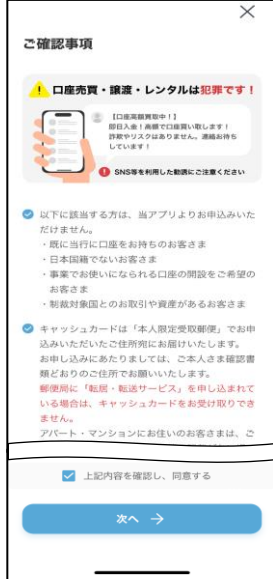 ご確認事項
口座売買・譲渡・レンタルは犯罪です！
【口座高額買取中！】
即日入金！高額で口座買い取します！
詐欺やリスクはありません。連絡お待ち
しています！
SNS等を利用した勧誘にご注意ください
以下に該当する方は、当アプリよりお申込みいた
だけません。
・既に当行に口座をお持ちのお客さま
・日本国籍でないお客さま
・事業でお使いになられる口座の開設をご希望の
お客さま
・制裁対象国とのお取引や資産があるお客さま
キャッシュカードは「本人限定受取郵便」でお申
込みいただいたご住所宛にお届けいたします。
お申し込みにあたりましては、ご本人さま確認書
類どおりのご住所でお願いいたします。
郵便局に「転居・転送サービス」を申し込まれて
いる場合は、キャッシュカードをお受け取りでき
ません。
アパート・マンションにお住いのお客さまは、ご
上記内容を確認し、同意する
次へ →